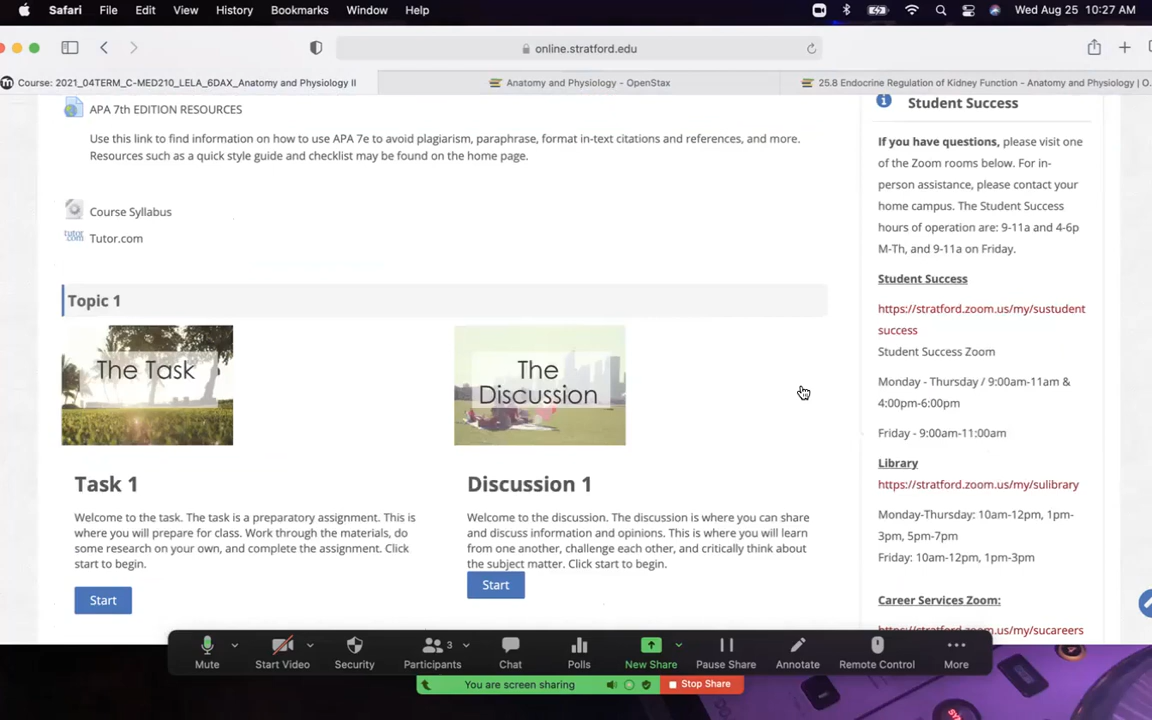 Safari File Edit View History Bookmarks Window Help Wed Aug 25 10:27 AM
online.stratford.edu
Course: 2021_04TERM_C-MED210_LELA_6DAX_Anatomy and Physiology II
Anatomy and Physiology - OpenStax
25.8 Endocrine Regulation of Kidney Function - Anatomy and Physiology | O...
APA 7th EDITION RESOURCES
Use this link to find information on how to use APA 7e to avoid plagiarism, paraphrase, format in-text citations and references, and more.
Resources such as a quick style guide and checklist may be found on the home page.
Course Syllabus
tutor.com
Tutor.com
Topic 1
The Task
Task 1
Welcome to the task. The task is a preparatory assignment. This is
where you will prepare for class. Work through the materials, do
some research on your own, and complete the assignment. Click
start to begin.
Start
The
Discussion
Discussion 1
Welcome to the discussion. The discussion is where you can share
and discuss information and opinions. This is where you will learn
from one another, challenge each other, and critically think about
the subject matter. Click start to begin.
Start
Student Success
If you have questions, please visit one
of the Zoom rooms below. For in-
person assistance, please contact your
home campus. The Student Success
hours of operation are: 9-11a and 4-6p
M-Th, and 9-11a on Friday.
Student Success
https://stratford.zoom.us/my/sustudent
success
Student Success Zoom
Monday - Thursday / 9:00am-11am &
4:00pm-6:00pm
Friday - 9:00am-11:00am
Library
https://stratford.zoom.us/my/sulibrary
Monday-Thursday: 10am-12pm, 1pm-
3pm, 5pm-7pm
Friday: 10am-12pm, 1pm-3pm
Career Services Zoom:
https://stratford.zoom.us/my/sucareers
Mute Start Video Security Participants 3 Chat Polls New Share Pause Share Annotate Remote Control More
You are screen sharing Stop Share